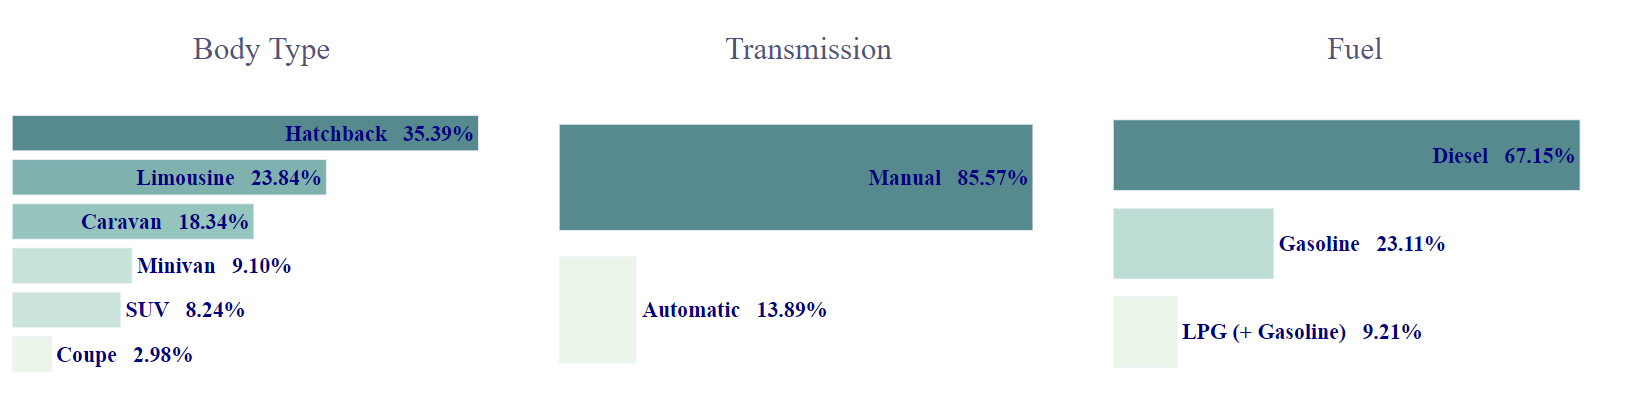 Body Type
Hatchback 35.39%
Limousine 23.84%
Caravan 18.34%
Minivan 9.10%
SUV 8.24%
Coupe 2.98%
Transmission
Manual 85.57%
Automatic 13.89%
Fuel
Diesel 67.15%
Gasoline 23.11%
LPG (+ Gasoline) 9.21%